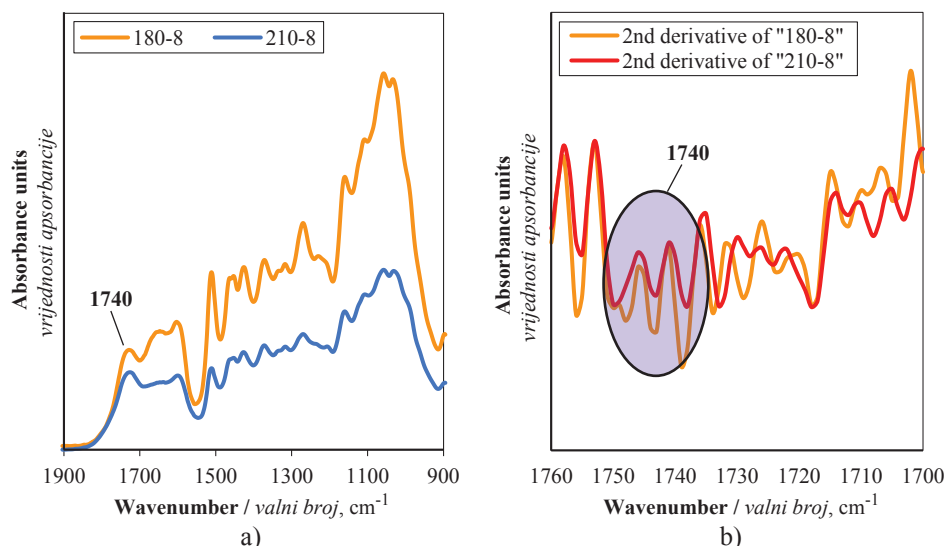 180-8 210-8
Absorbance units
vrijednosti apsorbancije
1740
1900 1700 1500 1300 1100 900
Wavenumber / valni broj, cm-1
a)
2nd derivative of "180-8"
2nd derivative of "210-8"
Absorbance units
vrijednosti apsorbancije
1740
1760 1750 1740 1730 1720 1710 1700
Wavenumber / valni broj, cm-1
b)